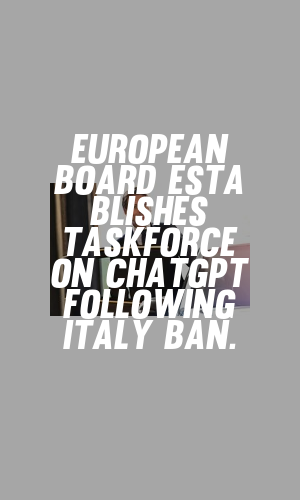 EUROPEAN
BOARD ESTA
BLISHES
TASKFORCE
ON CHATGPT
FOLLOWING
ITALY BAN.